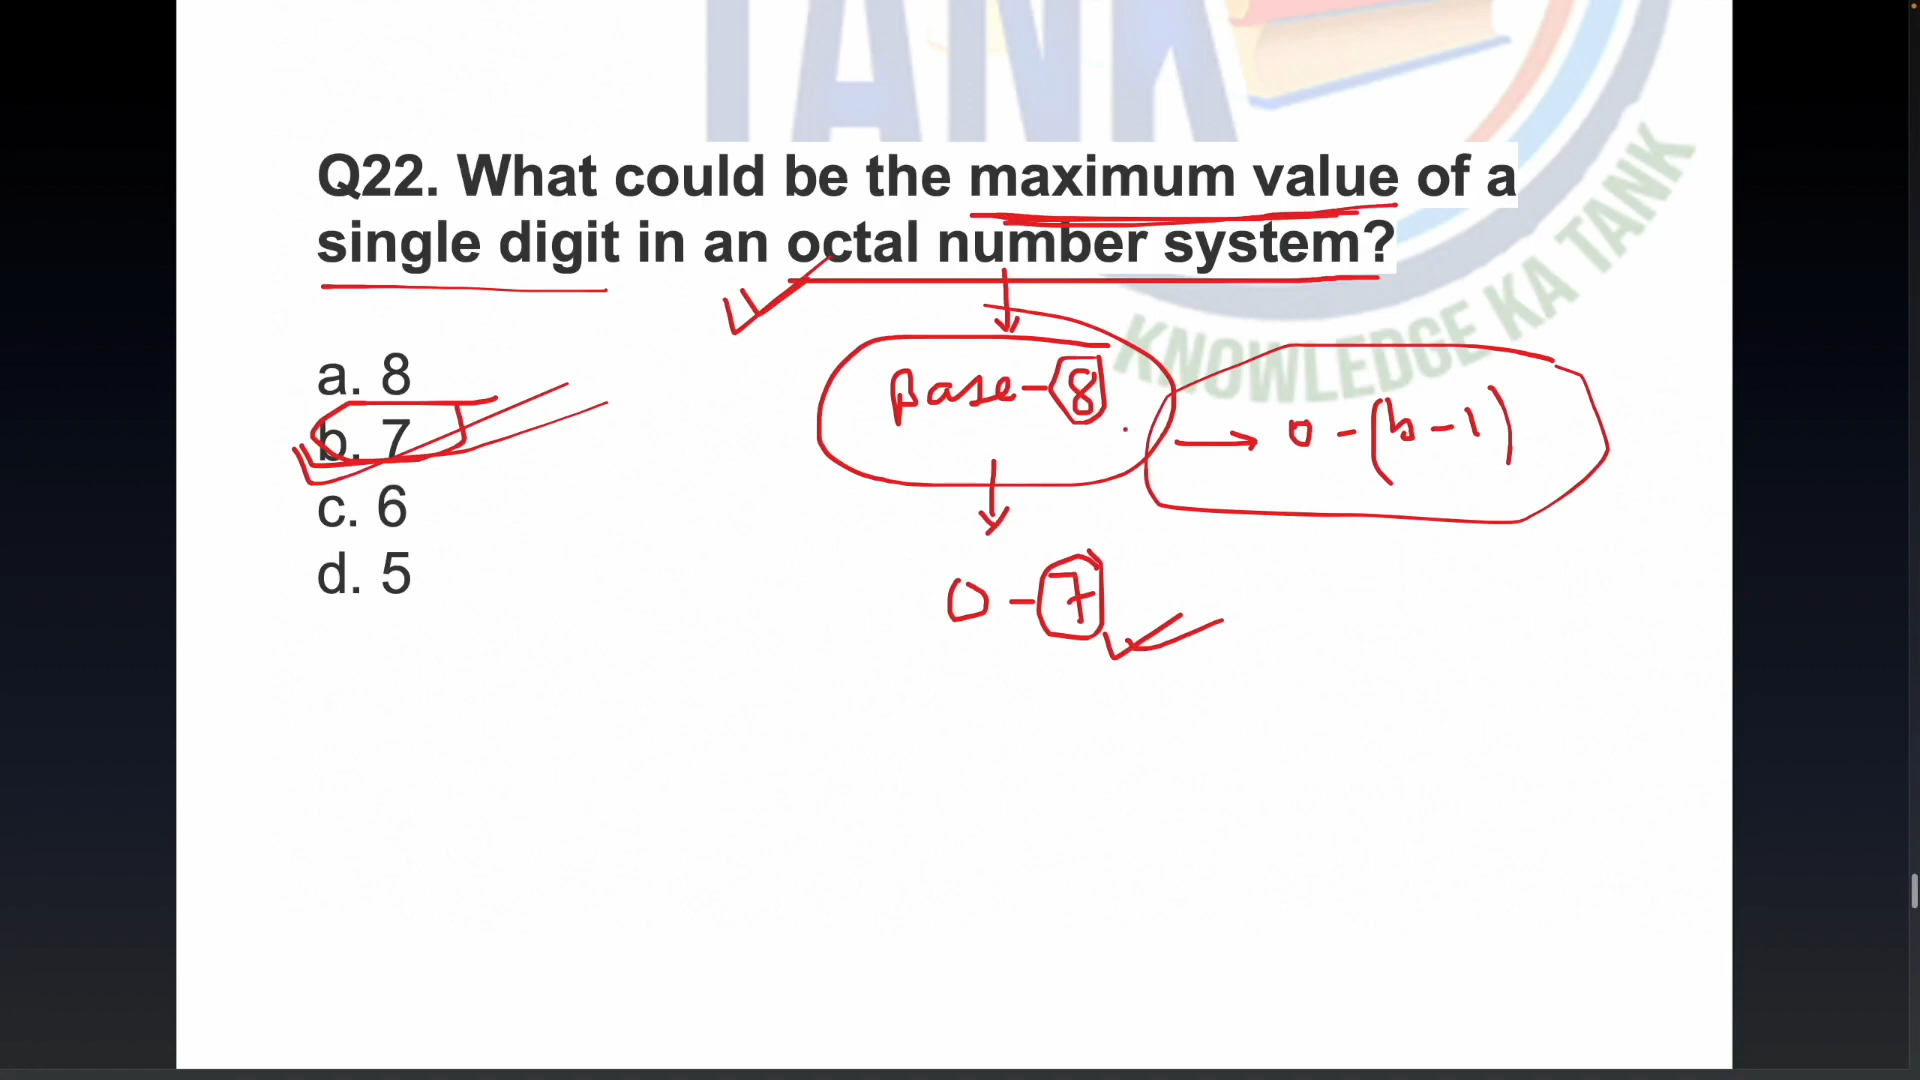 TANK
KNOWLEDGE KA TANK
Q22. What could be the maximum value of a
single digit in an octal number system?
a. 8
b. 7
c. 6
d. 5
Base-8
0-(b-1)
0-7